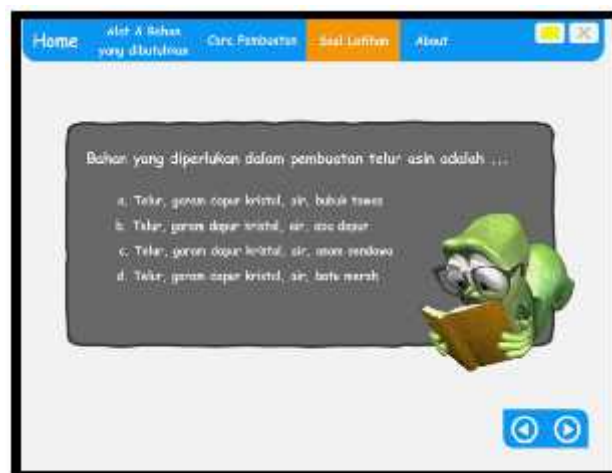 Home
Alat & Bahan
yang dibutuhkan
Cara Pembuatan
Soal Latihan
About
Bahan yang diperlukan dalam pembuatan telur asin adalah ...
a. Telur, garam dapur kristal, air, bubuk tawas
b. Telur, garam dapur kristal, air, abu dapur
c. Telur, garam dapur kristal, air, asam sendawa
d. Telur, garam dapur kristal, air, bata merah